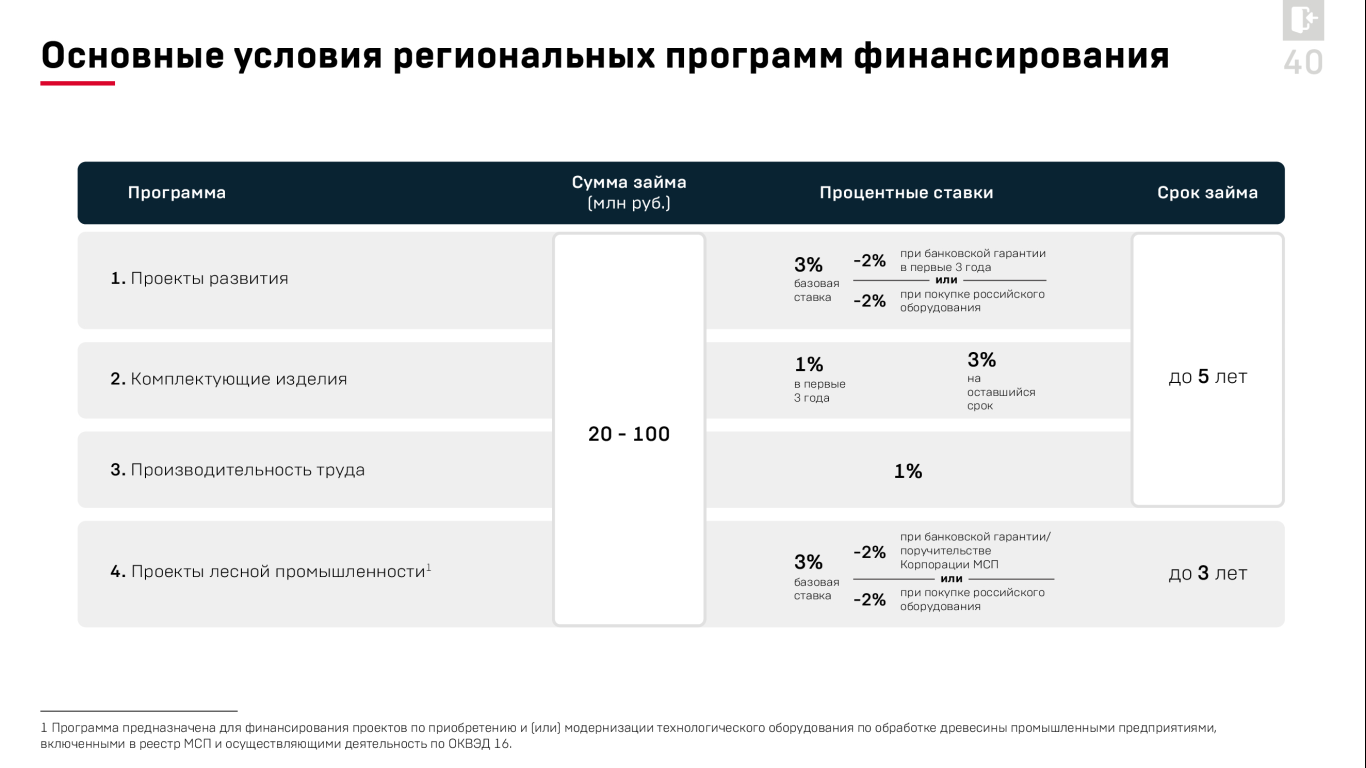 Основные условия региональных программ финансирования
40
Программа
Сумма займа
(млн руб.)
Процентные ставки
Срок займа
1. Проекты развития
3%
базовая
ставка
-2%
при банковской гарантии
в первые 3 года
или
-2%
при покупке российского
оборудования
2. Комплектующие изделия
1%
в первые
3 года
3%
на
оставшийся
срок
до 5 лет
20 - 100
3. Производительность труда
1%
4. Проекты лесной промышленности1
3%
базовая
ставка
-2%
при банковской гарантии/
поручительстве
Корпорации МСП
или
-2%
при покупке российского
оборудования
до 3 лет
1 Программа предназначена для финансирования проектов по приобретению и (или) модернизации технологического оборудования по обработке древесины промышленными предприятиями,
включенными в реестр МСП и осуществляющими деятельность по ОКВЭД 16.